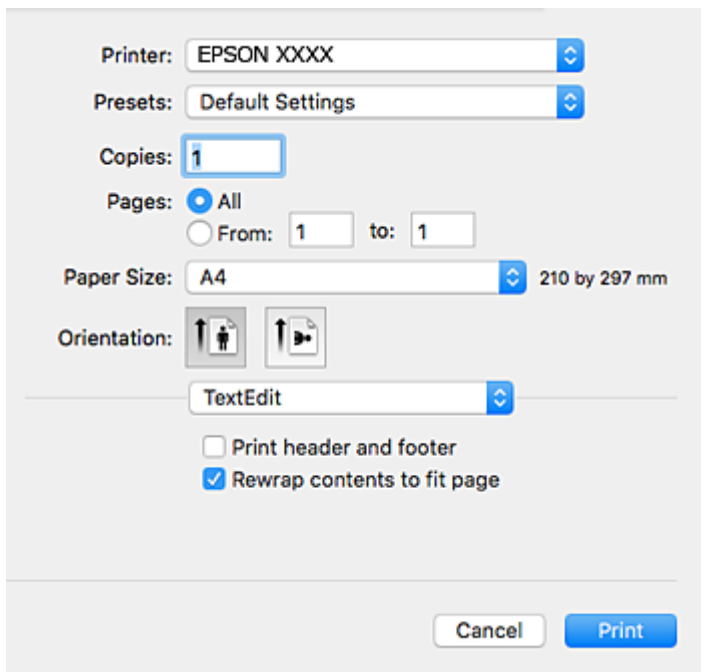 Printer: EPSON XXXX
Presets: Default Settings
Copies: 1
Pages: All
From: 1 to: 1
Paper Size: A4 210 by 297 mm
Orientation:
TextEdit
Print header and footer
Rewrap contents to fit page
Cancel Print